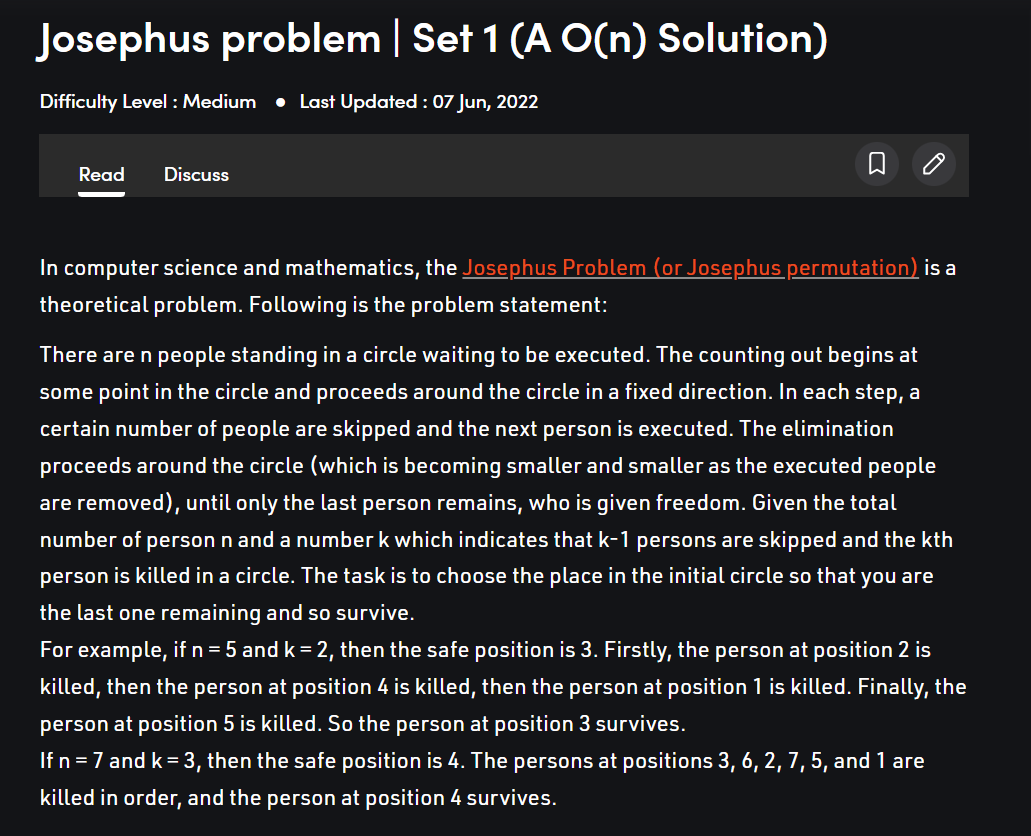 Josephus problem | Set 1 (A O(n) Solution)
Difficulty Level : Medium ● Last Updated : 07 Jun, 2022
Read Discuss
In computer science and mathematics, the Josephus Problem (or Josephus permutation) is a
theoretical problem. Following is the problem statement:
There are n people standing in a circle waiting to be executed. The counting out begins at
some point in the circle and proceeds around the circle in a fixed direction. In each step, a
certain number of people are skipped and the next person is executed. The elimination
proceeds around the circle (which is becoming smaller and smaller as the executed people
are removed), until only the last person remains, who is given freedom. Given the total
number of person n and a number k which indicates that k-1 persons are skipped and the kth
person is killed in a circle. The task is to choose the place in the initial circle so that you are
the last one remaining and so survive.
For example, if n = 5 and k = 2, then the safe position is 3. Firstly, the person at position 2 is
killed, then the person at position 4 is killed, then the person at position 1 is killed. Finally, the
person at position 5 is killed. So the person at position 3 survives.
If n = 7 and k = 3, then the safe position is 4. The persons at positions 3, 6, 2, 7, 5, and 1 are
killed in order, and the person at position 4 survives.